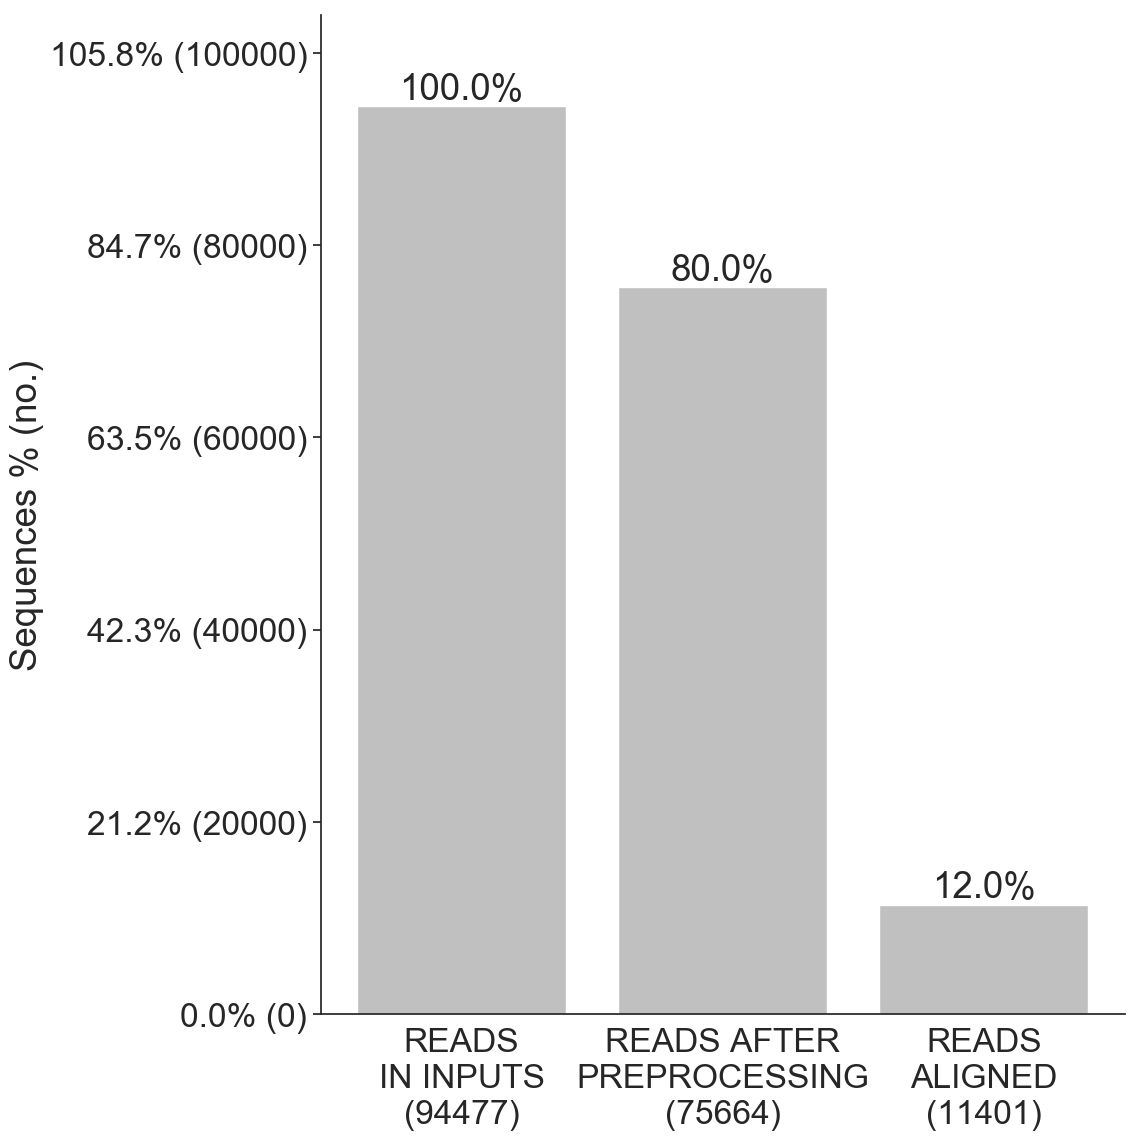 Sequences % (no.)
105.8% (100000)
84.7% (80000)
63.5% (60000)
42.3% (40000)
21.2% (20000)
0.0% (0)
100.0%
80.0%
12.0%
READS
IN INPUTS
(94477)
READS AFTER
PREPROCESSING
(75664)
READS
ALIGNED
(11401)